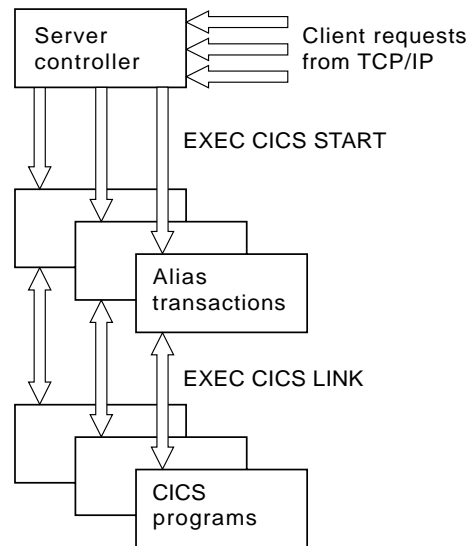 Server
controller
Client requests
from TCP/IP
EXEC CICS START
Alias
transactions
EXEC CICS LINK
CICS
programs